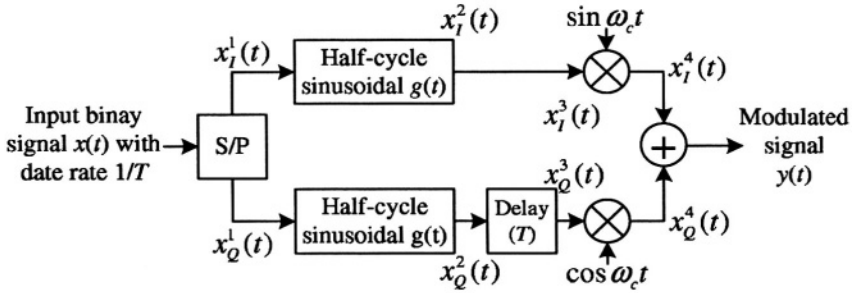 x_I^1(t)
x_I^2(t)
sin ω_c t
Half-cycle
sinusoidal g(t)
x_I^4(t)
Input binay
signal x(t) with
date rate 1/T
S/P
x_I^3(t)
+
Modulated
signal
y(t)
x_Q^3(t)
Half-cycle
sinusoidal g(t)
Delay
(T)
x_Q^1(t)
x_Q^2(t)
x_Q^4(t)
cos ω_c t